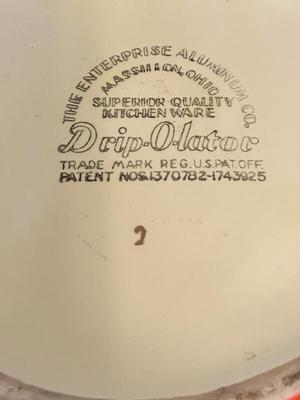 THE ENTERPRISE ALUMINUM CO.
MASSILLON, OHIO
SUPERIOR QUALITY
KITCHEN WARE
Drip-O-lator
TRADE MARK REG. U.S. PAT. OFF.
PATENT NOS. 1370782-1743925
2